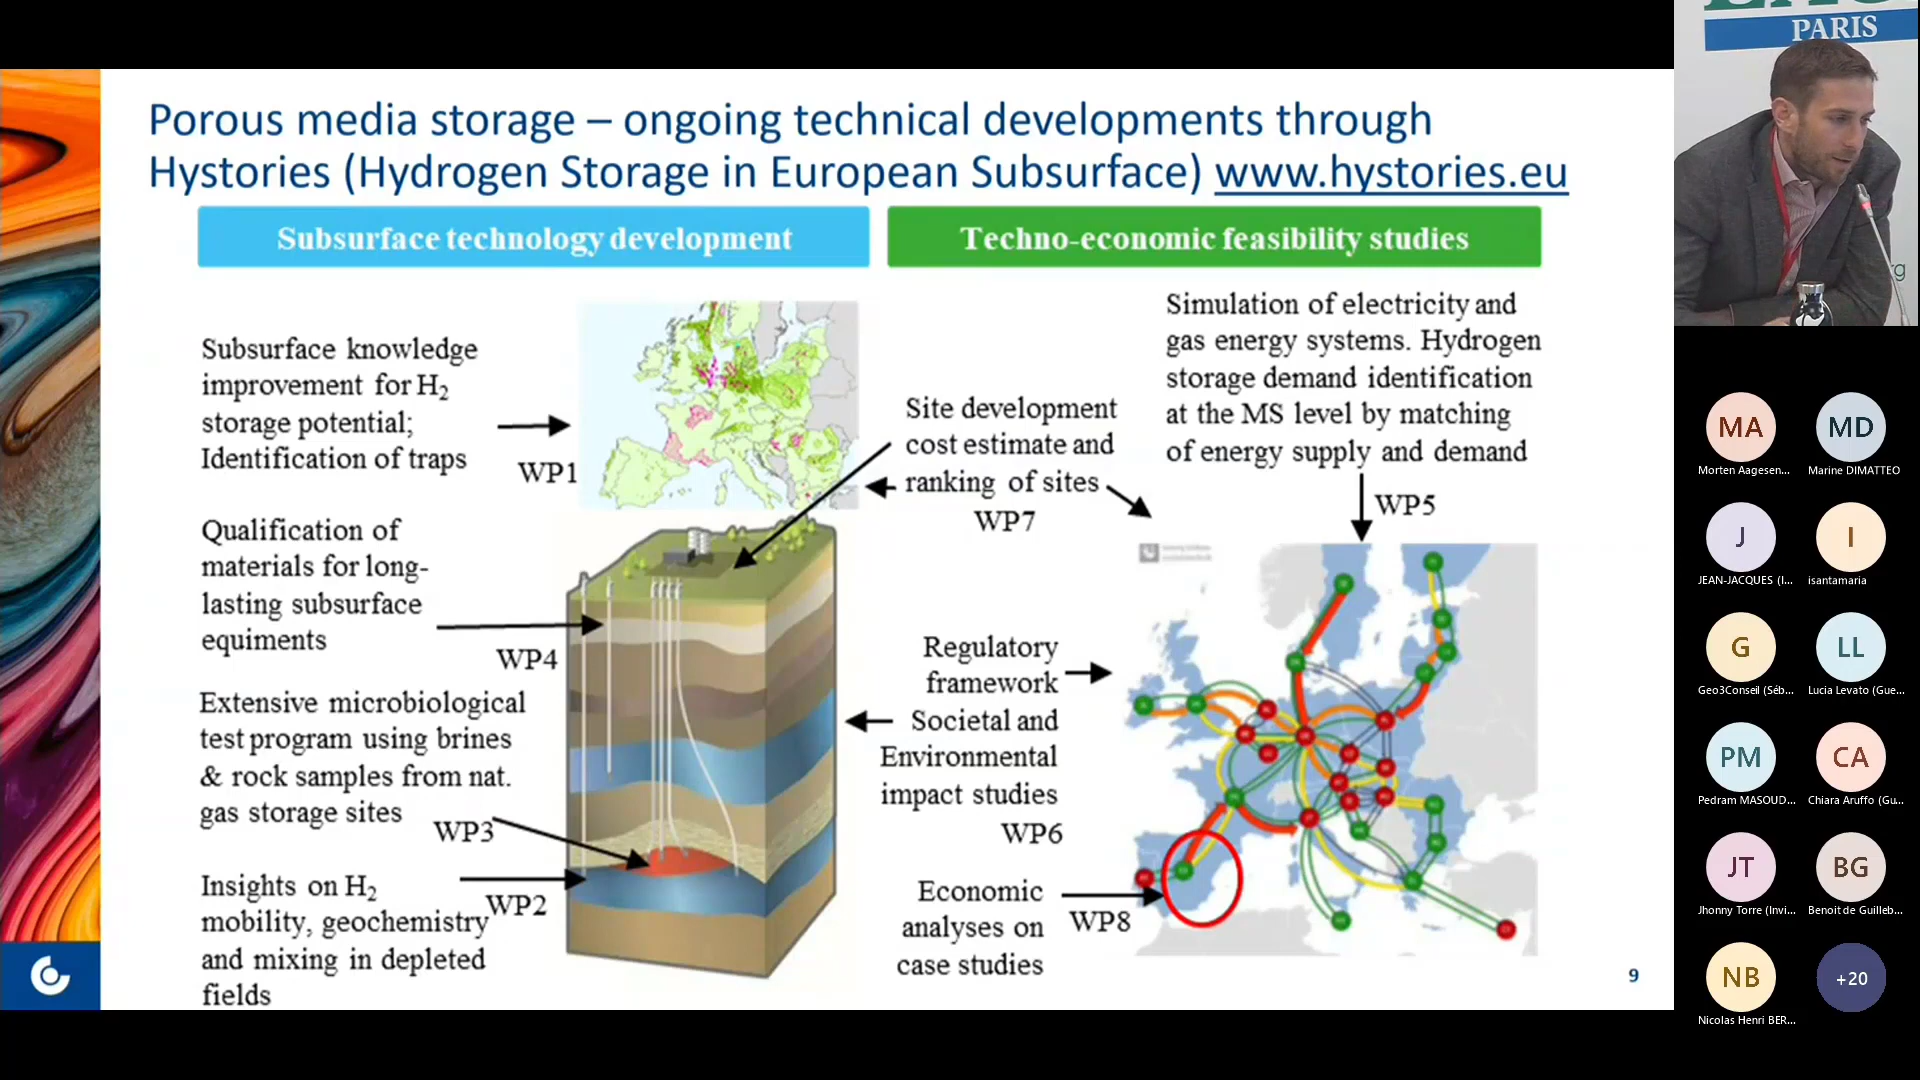 PARIS
Porous media storage – ongoing technical developments through
Hystories (Hydrogen Storage in European Subsurface) www.hystories.eu
Subsurface technology development
Techno-economic feasibility studies
Subsurface knowledge
improvement for H₂
storage potential;
Identification of traps
WP1
Qualification of
materials for long-
lasting subsurface
equiments
WP4
Extensive microbiological
test program using brines
& rock samples from nat.
gas storage sites
WP3
Insights on H₂
mobility, geochemistry
and mixing in depleted
fields
WP2
Site development
cost estimate and
ranking of sites
WP7
Simulation of electricity and
gas energy systems. Hydrogen
storage demand identification
at the MS level by matching
of energy supply and demand
WP5
Regulatory
framework
Societal and
Environmental
impact studies
WP6
Economic
analyses on
case studies
WP8
9
MA
Morten Aagesen...
MD
Marine DIMATTEO
J
JEAN-JACQUES (I...
I
isantamaria
G
Geo3Conseil (Séb...
LL
Lucia Levato (Gue...
PM
Pedram MASOUD...
CA
Chiara Aruffo (Gu...
JT
Jhonny Torre (Invi...
BG
Benoit de Guilleb...
NB
Nicolas Henri BER...
+20